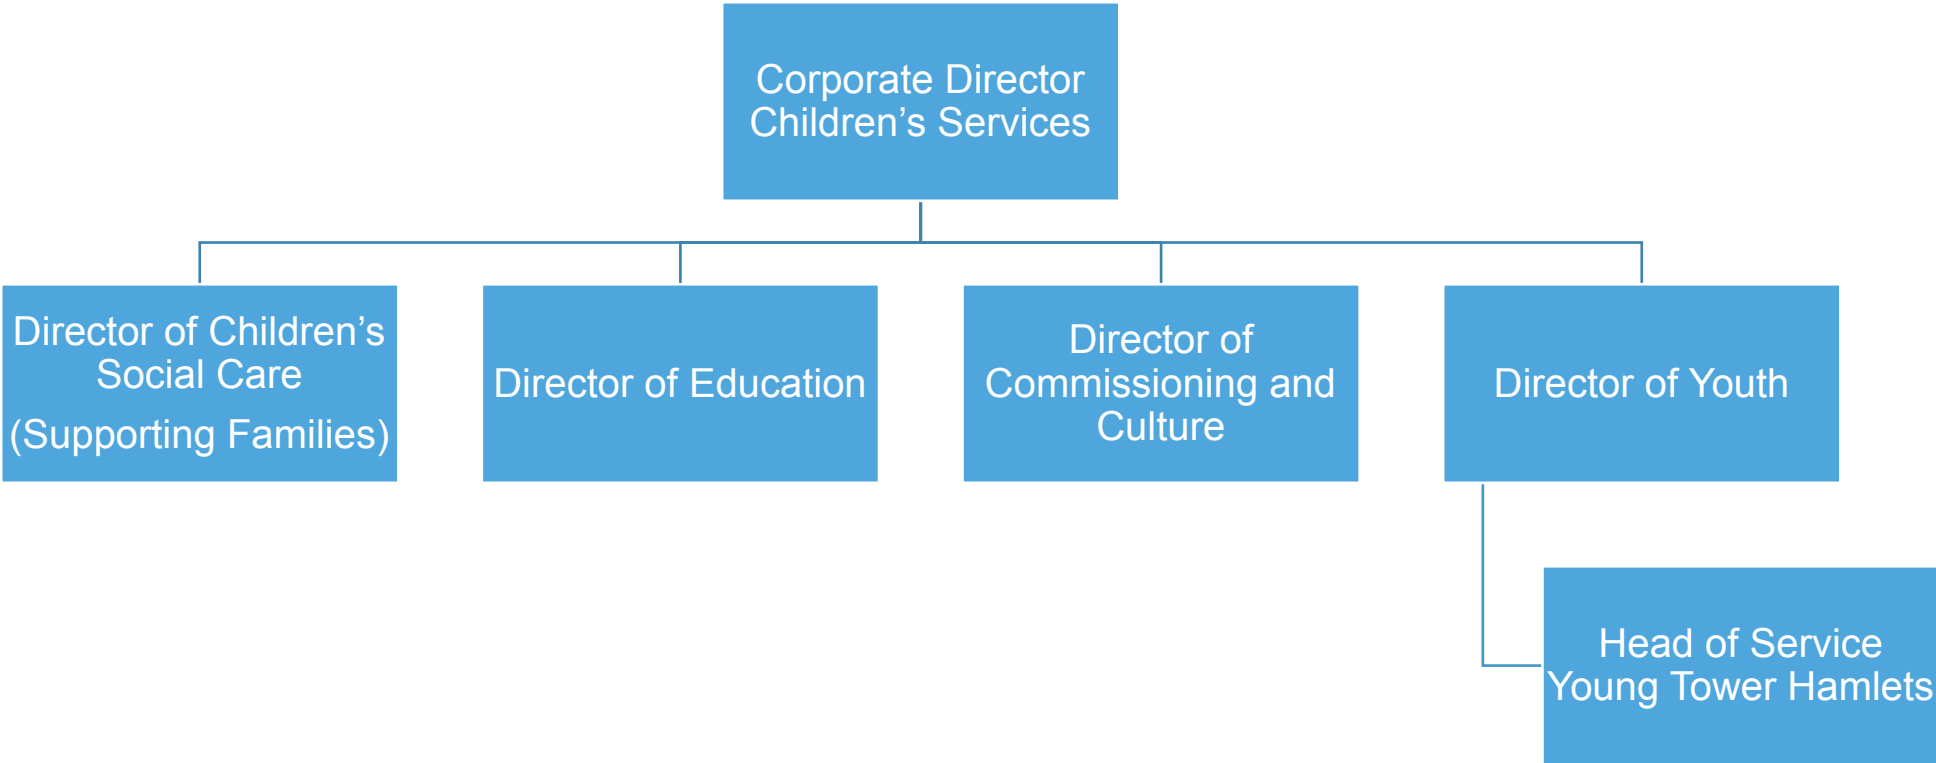 Corporate Director
Children’s Services
Director of Children’s
Social Care
(Supporting Families)
Director of Education
Director of
Commissioning and
Culture
Director of Youth
Head of Service
Young Tower Hamlets